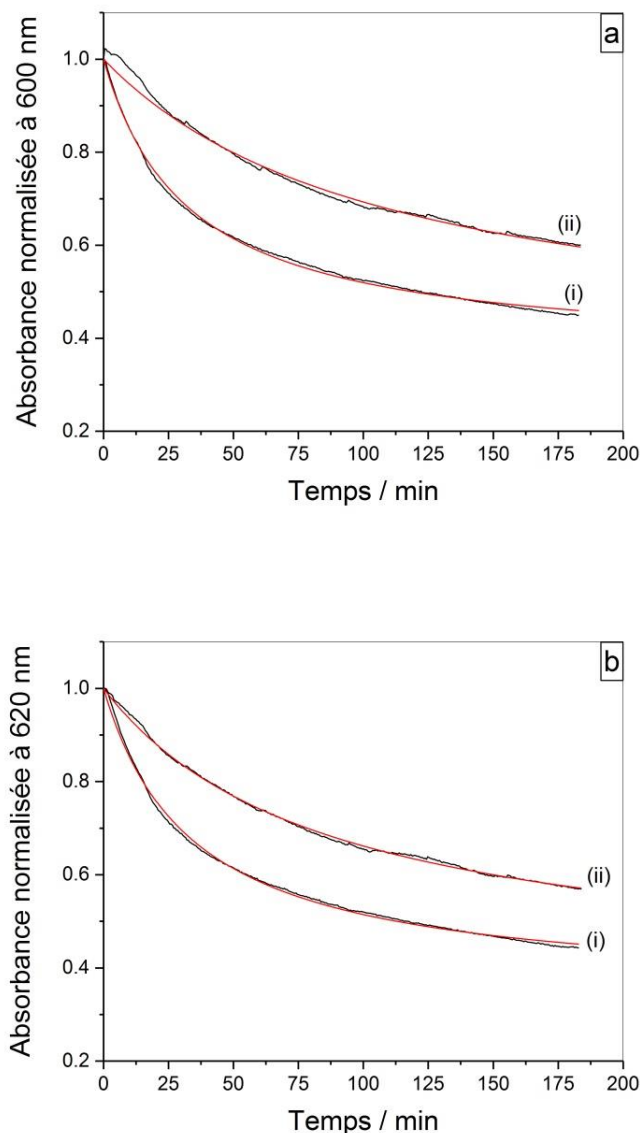 a
Absorbance normalisée à 600 nm
1.0
0.8
0.6
0.4
0.2
(ii)
(i)
0 25 50 75 100 125 150 175 200
Temps / min
b
Absorbance normalisée à 620 nm
1.0
0.8
0.6
0.4
0.2
(ii)
(i)
0 25 50 75 100 125 150 175 200
Temps / min